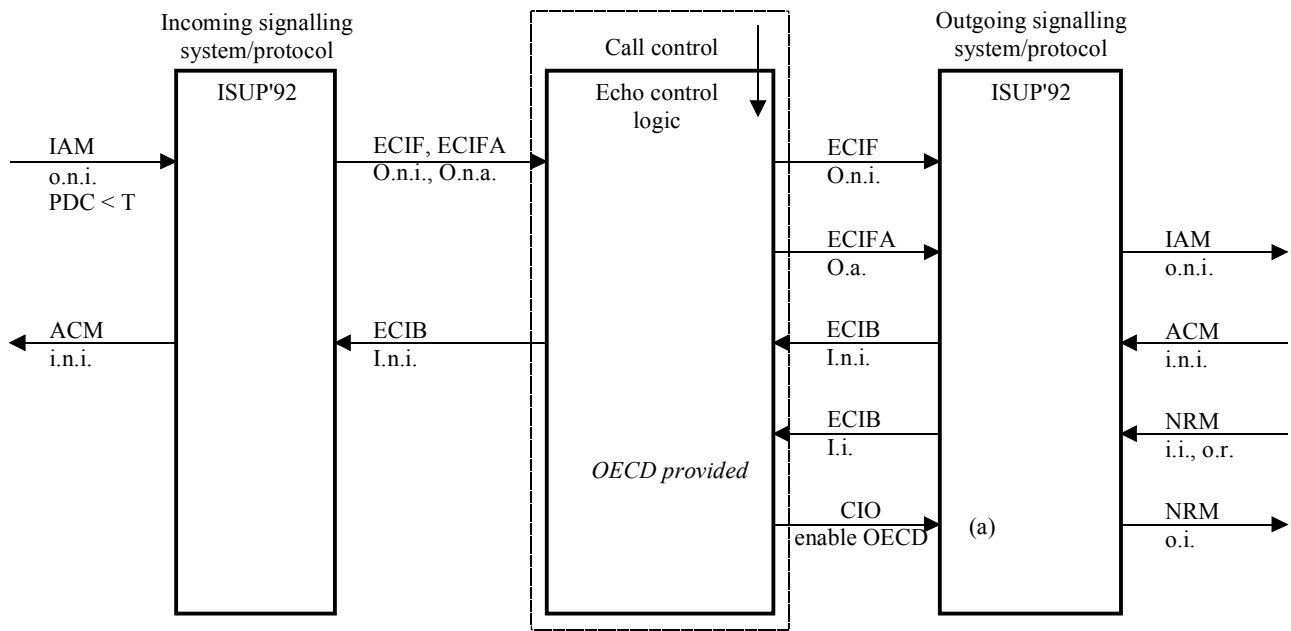 Incoming signalling
system/protocol
ISUP'92
Call control
Echo control
logic
Outgoing signalling
system/protocol
ISUP'92
IAM
o.n.i.
PDC < T
ECIF, ECIFA
O.n.i., O.n.a.
ECIF
O.n.i.
ECIFA
O.a.
IAM
o.n.i.
ACM
i.n.i.
ECIB
I.n.i.
ECIB
I.n.i.
ACM
i.n.i.
ECIB
I.i.
NRM
i.i., o.r.
OECD provided
CIO
enable OECD
(a)
NRM
o.i.